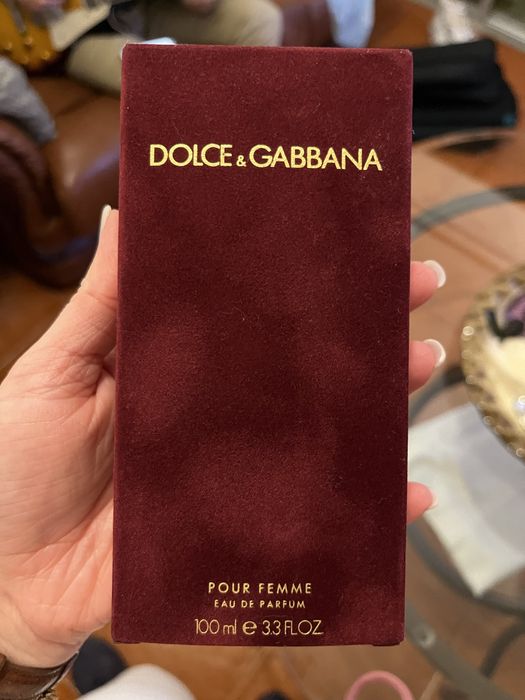 DOLCE & GABBANA
POUR FEMME
EAU DE PARFUM
100 ml e 3.3 FL.OZ.